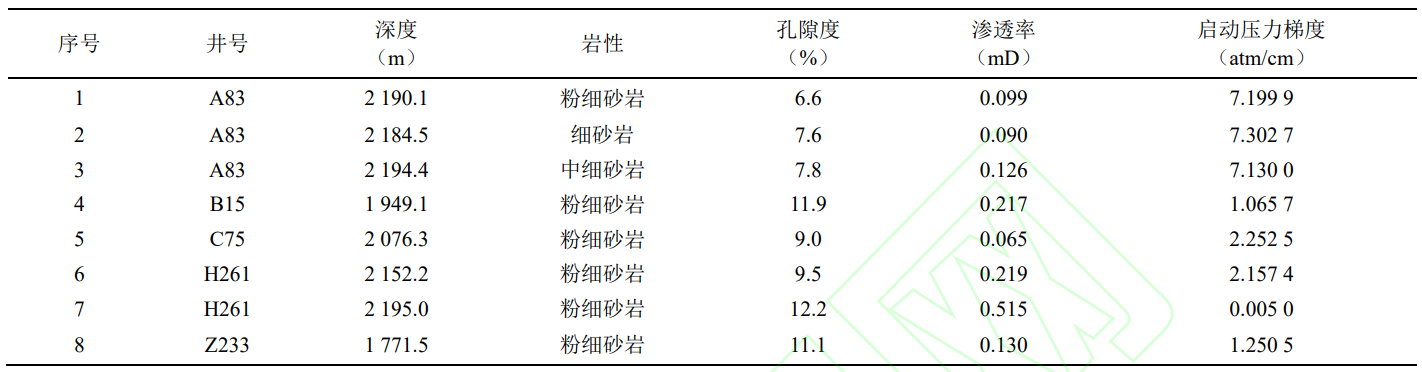 序号 井号 深度 岩性 孔隙度 渗透率 启动压力梯度
（m） （%） （mD） （atm/cm）
1 A83 2 190.1 粉细砂岩 6.6 0.099 7.199 9
2 A83 2 184.5 细砂岩 7.6 0.090 7.302 7
3 A83 2 194.4 中细砂岩 7.8 0.126 7.130 0
4 B15 1 949.1 粉细砂岩 11.9 0.217 1.065 7
5 C75 2 076.3 粉细砂岩 9.0 0.065 2.252 5
6 H261 2 152.2 粉细砂岩 9.5 0.219 2.157 4
7 H261 2 195.0 粉细砂岩 12.2 0.515 0.005 0
8 Z233 1 771.5 粉细砂岩 11.1 0.130 1.250 5